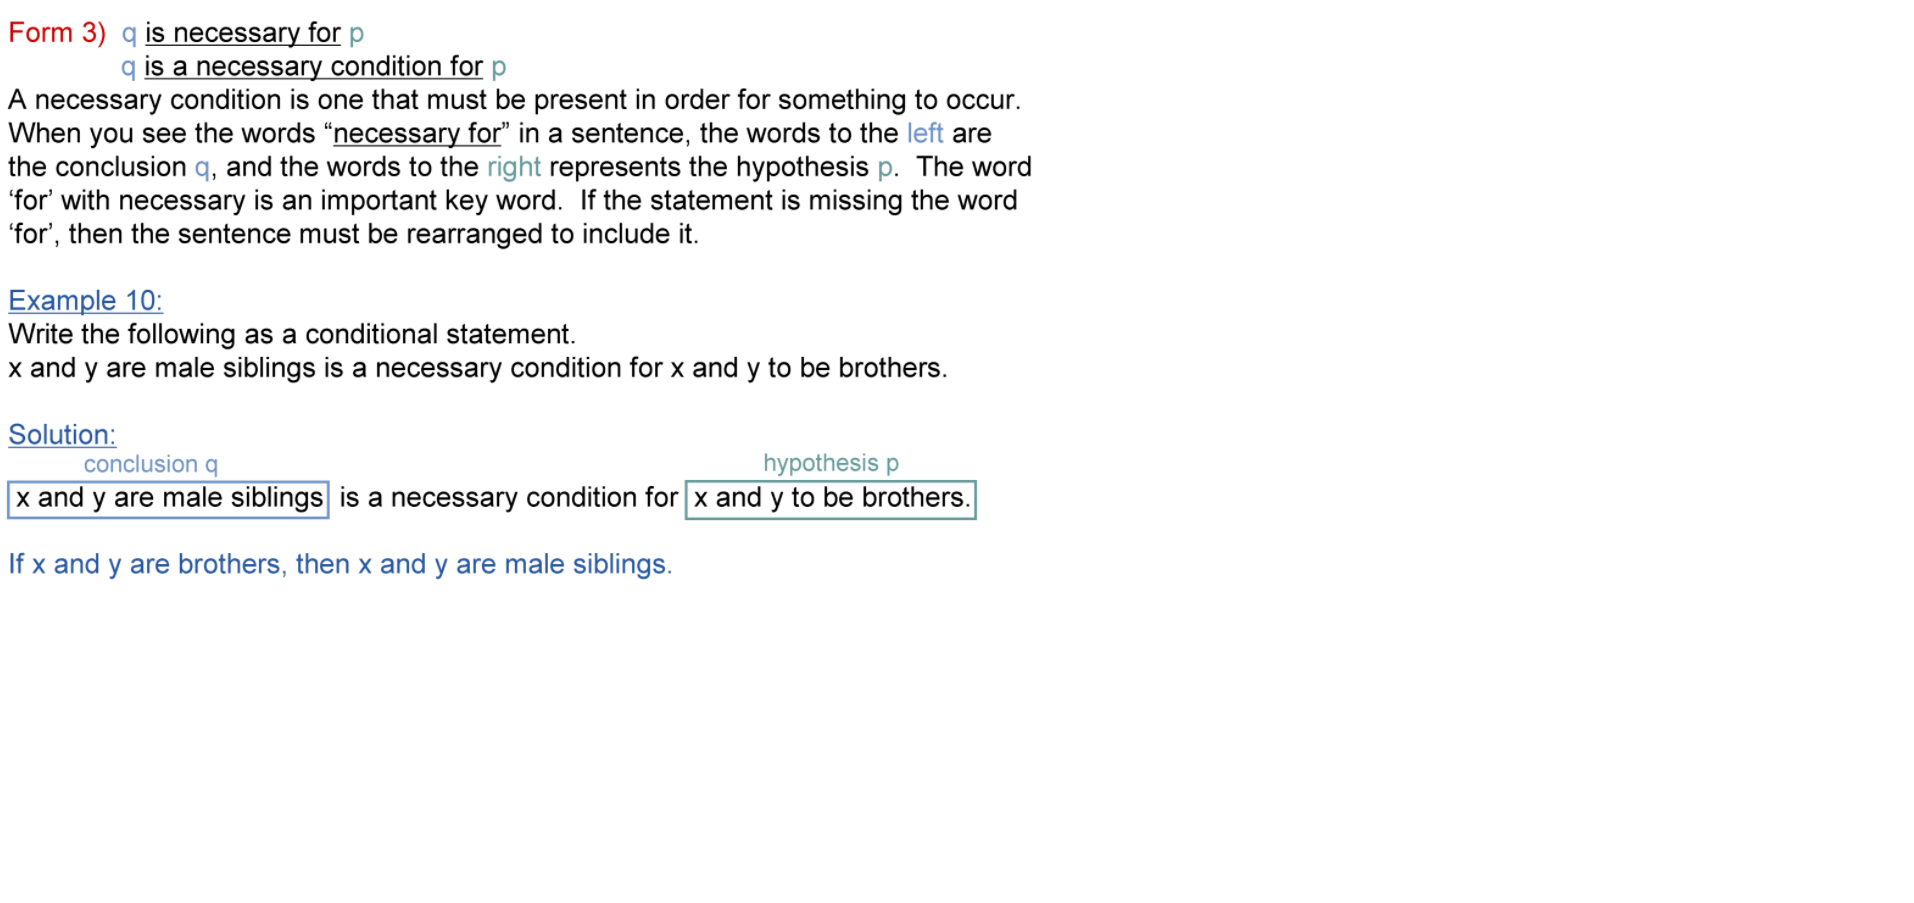 Form 3) q is necessary for p
q is a necessary condition for p
A necessary condition is one that must be present in order for something to occur.
When you see the words “necessary for” in a sentence, the words to the left are
the conclusion q, and the words to the right represents the hypothesis p. The word
‘for’ with necessary is an important key word. If the statement is missing the word
‘for’, then the sentence must be rearranged to include it.
Example 10:
Write the following as a conditional statement.
x and y are male siblings is a necessary condition for x and y to be brothers.
Solution:
conclusion q hypothesis p
x and y are male siblings is a necessary condition for x and y to be brothers.
If x and y are brothers, then x and y are male siblings.